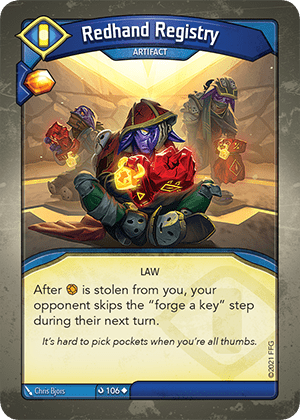 Redhand Registry
ARTIFACT
LAW
After is stolen from you, your
opponent skips the “forge a key” step
during their next turn.
It’s hard to pick pockets when you’re all thumbs.
©2021 FFG
Chris Bjors
106